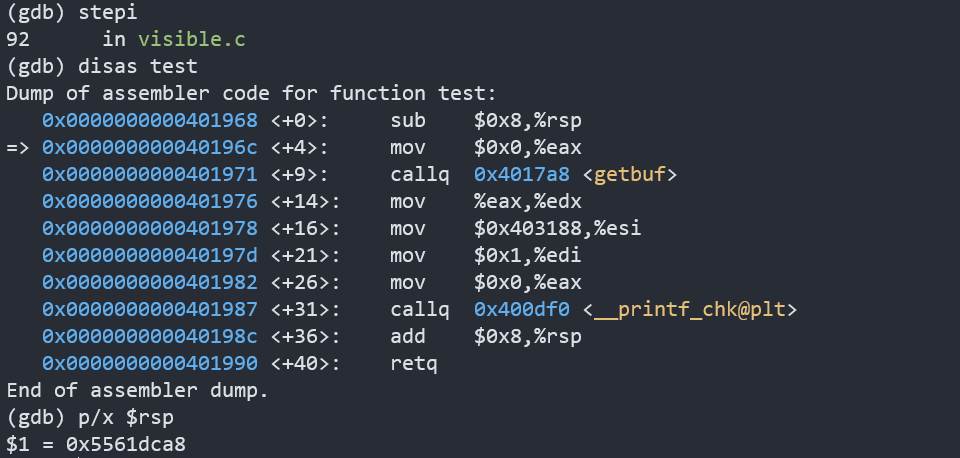 (gdb) stepi
92      in visible.c
(gdb) disas test
Dump of assembler code for function test:
   0x0000000000401968 <+0>:     sub    $0x8,%rsp
=> 0x000000000040196c <+4>:     mov    $0x0,%eax
   0x0000000000401971 <+9>:     callq  0x4017a8 <getbuf>
   0x0000000000401976 <+14>:    mov    %eax,%edx
   0x0000000000401978 <+16>:    mov    $0x403188,%esi
   0x000000000040197d <+21>:    mov    $0x1,%edi
   0x0000000000401982 <+26>:    mov    $0x0,%eax
   0x0000000000401987 <+31>:    callq  0x400df0 <__printf_chk@plt>
   0x000000000040198c <+36>:    add    $0x8,%rsp
   0x0000000000401990 <+40>:    retq
End of assembler dump.
(gdb) p/x $rsp
$1 = 0x5561dca8